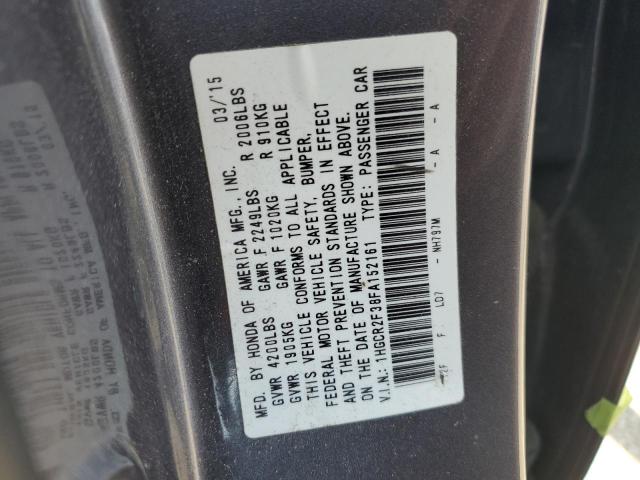 MFD. BY HONDA OF AMERICA MFG., INC. 03/'15
GVWR 4200LBS GAWR F 2249LBS R 2006LBS
GVWR 1905KG GAWR F 1020KG R 910KG
THIS VEHICLE CONFORMS TO ALL APPLICABLE
FEDERAL MOTOR VEHICLE SAFETY, BUMPER,
AND THEFT PREVENTION STANDARDS IN EFFECT
ON THE DATE OF MANUFACTURE SHOWN ABOVE.
V.I.N.: 1HGCR2F38FA152161 TYPE: PASSENGER CAR
F LD7 - NH797M - A - A